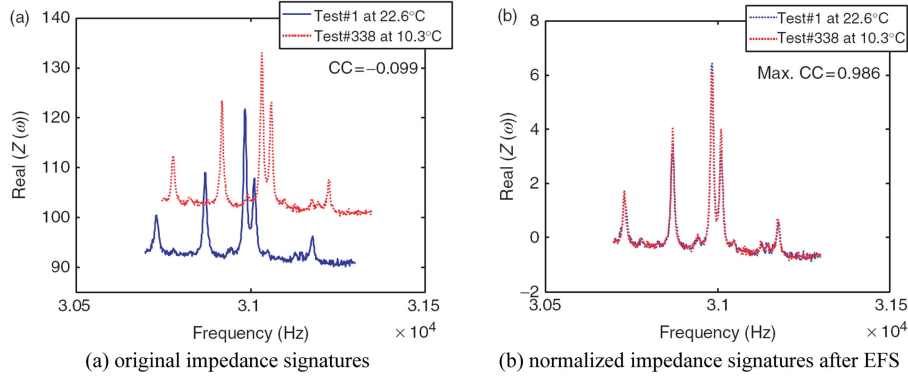 (a)
Test#1 at 22.6°C
Test#338 at 10.3°C
CC=−0.099
140
130
120
110
100
90
Real (Z(ω))
3.05
3.1
3.15
× 10⁴
Frequency (Hz)
(a) original impedance signatures
(b)
Test#1 at 22.6°C
Test#338 at 10.3°C
Max. CC=0.986
8
6
4
2
0
−2
Real (Z(ω))
3.05
3.1
3.15
× 10⁴
Frequency (Hz)
(b) normalized impedance signatures after EFS